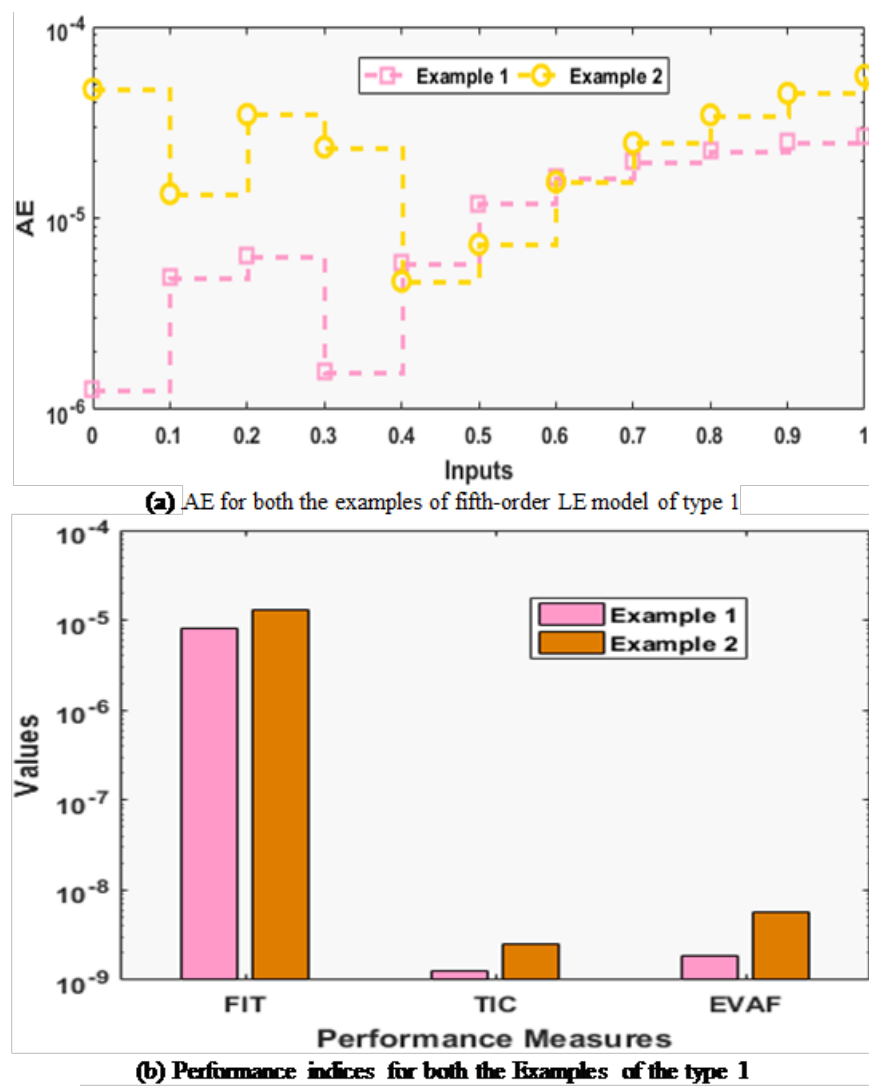 10-4
Example 1 Example 2
AE
10-5
10-6
0 0.1 0.2 0.3 0.4 0.5 0.6 0.7 0.8 0.9 1
Inputs
(a) AE for both the examples of fifth-order LE model of type 1
10-4
Example 1
Example 2
10-5
10-6
Values
10-7
10-8
10-9
FIT TIC EVAF
Performance Measures
(b) Performance indices for both the Examples of the type 1